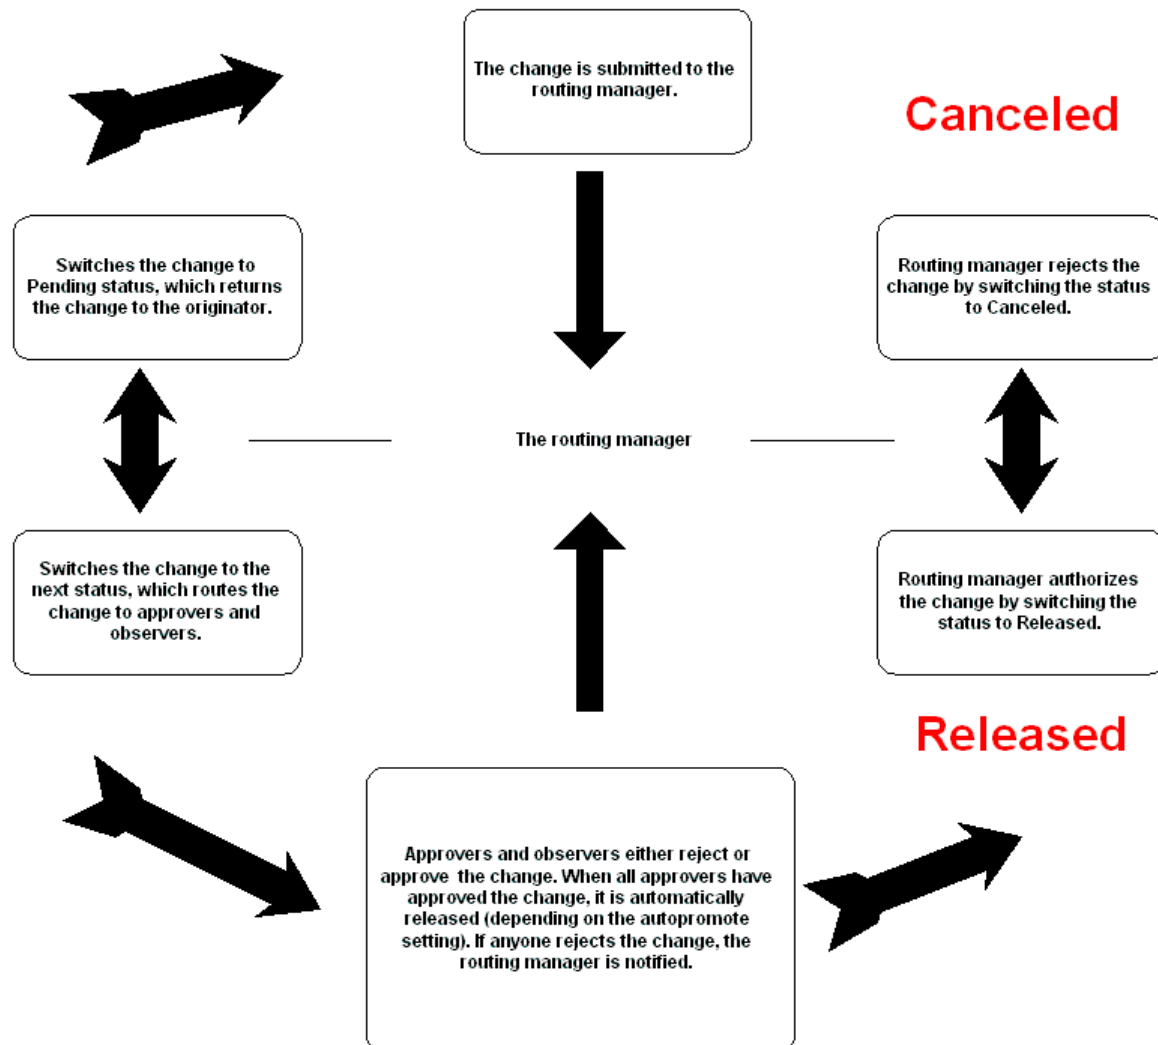 The change is submitted to the
routing manager.
Canceled
Switches the change to
Pending status, which returns
the change to the originator.
Routing manager rejects the
change by switching the status
to Canceled.
The routing manager
Switches the change to the
next status, which routes the
change to approvers and
observers.
Routing manager authorizes
the change by switching the
status to Released.
Released
Approvers and observers either reject or
approve the change. When all approvers have
approved the change, it is automatically
released (depending on the autopromote
setting). If anyone rejects the change, the
routing manager is notified.